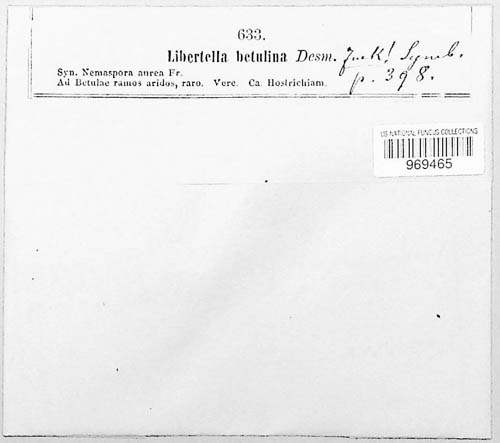 633.
Libertella betulina Desm. Fuck! Symb.
p. 398.
Syn. Nemaspora aurea Fr.
Ad Betulae ramos aridos, raro. Vere. Ca. Hostrichiam.
US NATIONAL FUNGUS COLLECTIONS
969465